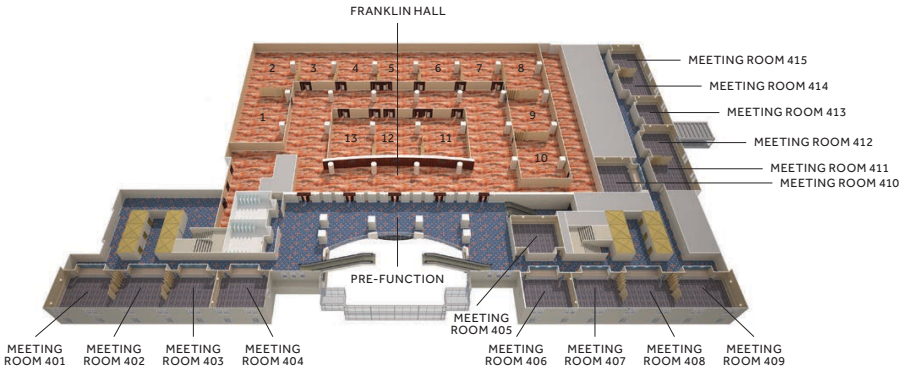 FRANKLIN HALL
MEETING ROOM 415
MEETING ROOM 414
MEETING ROOM 413
MEETING ROOM 412
MEETING ROOM 411
MEETING ROOM 410
2 3 4 5 6 7 8
1
9
13 12 11
10
PRE-FUNCTION
MEETING
ROOM 405
MEETING
ROOM 401
MEETING
ROOM 402
MEETING
ROOM 403
MEETING
ROOM 404
MEETING
ROOM 406
MEETING
ROOM 407
MEETING
ROOM 408
MEETING
ROOM 409